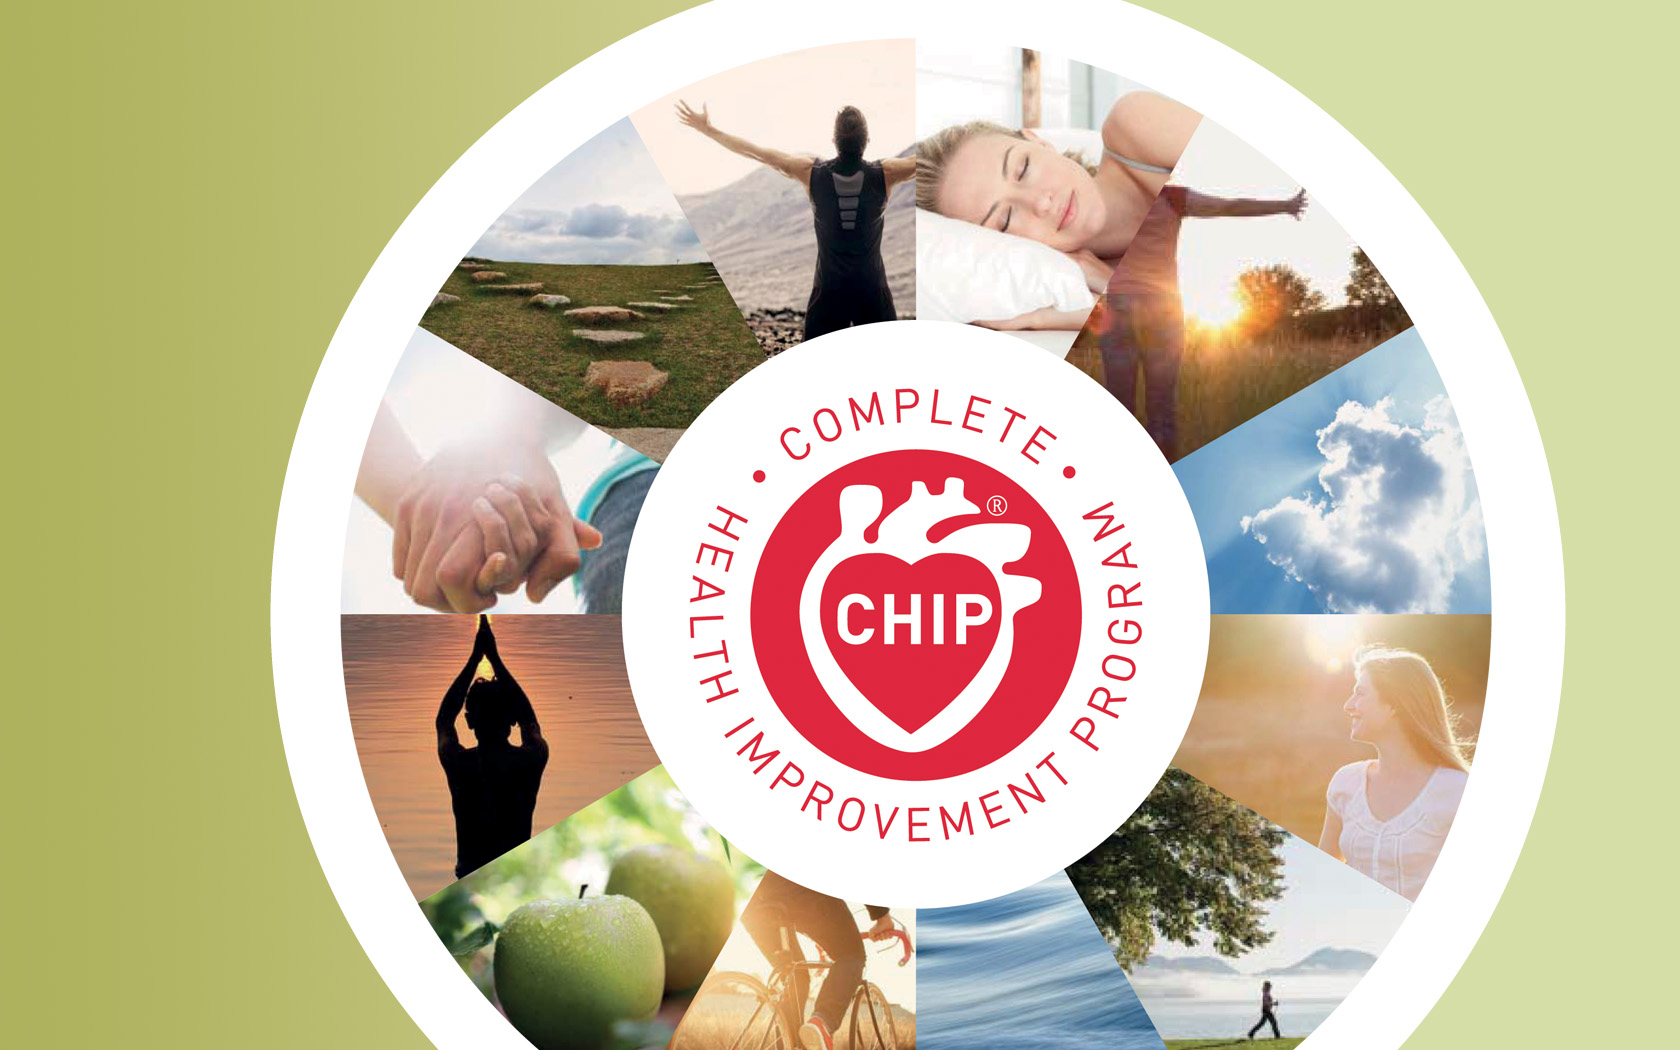 • COMPLETE •
HEALTH IMPROVEMENT PROGRAM
®
CHIP